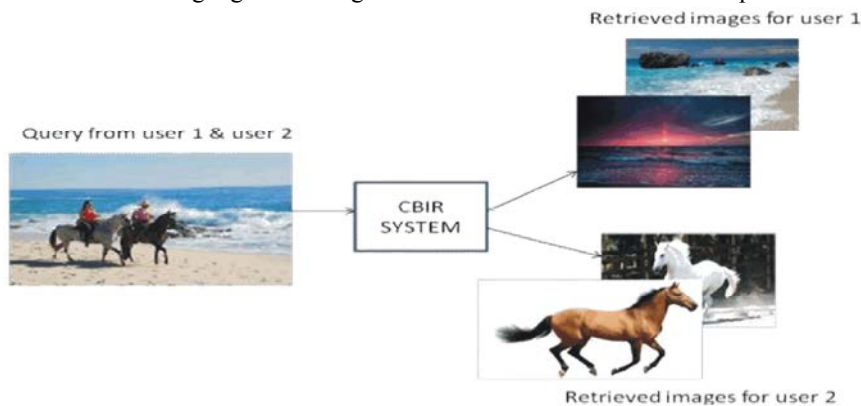 Retrieved images for user 1
Query from user 1 & user 2
CBIR
SYSTEM
Retrieved images for user 2